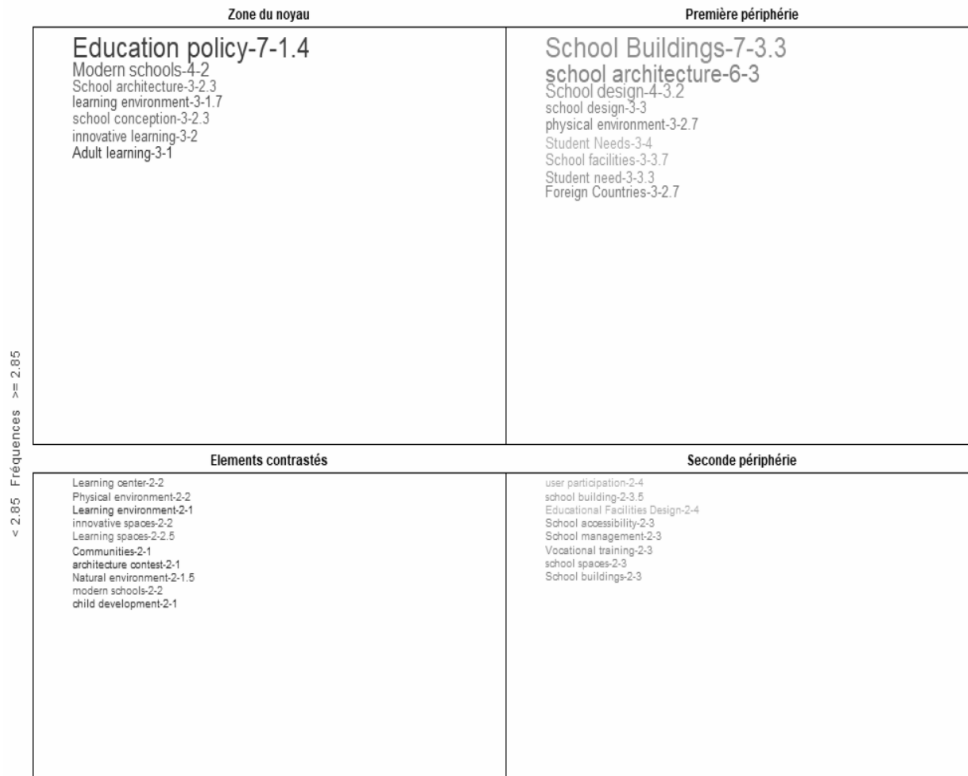 Zone du noyau
Education policy-7-1.4
Modern schools-4-2
School architecture-3-2.3
learning environment-3-1.7
school conception-3-2.3
innovative learning-3-2
Adult learning-3-1
Première périphérie
School Buildings-7-3.3
school architecture-6-3
School design-4-3.2
school design-3-3
physical environment-3-2.7
Student Needs-3-4
School facilities-3-3.7
Student need-3-3.3
Foreign Countries-3-2.7
< 2.85 Fréquences >= 2.85
Elements contrastés
Learning center-2-2
Physical environment-2-2
Learning environment-2-1
innovative spaces-2-2
Learning spaces-2-2.5
Communities-2-1
architecture contest-2-1
Natural environment-2-1.5
modern schools-2-2
child development-2-1
Seconde périphérie
user participation-2-4
school building-2-3.5
Educational Facilities Design-2-4
School accessibility-2-3
School management-2-3
Vocational training-2-3
school spaces-2-3
School buildings-2-3